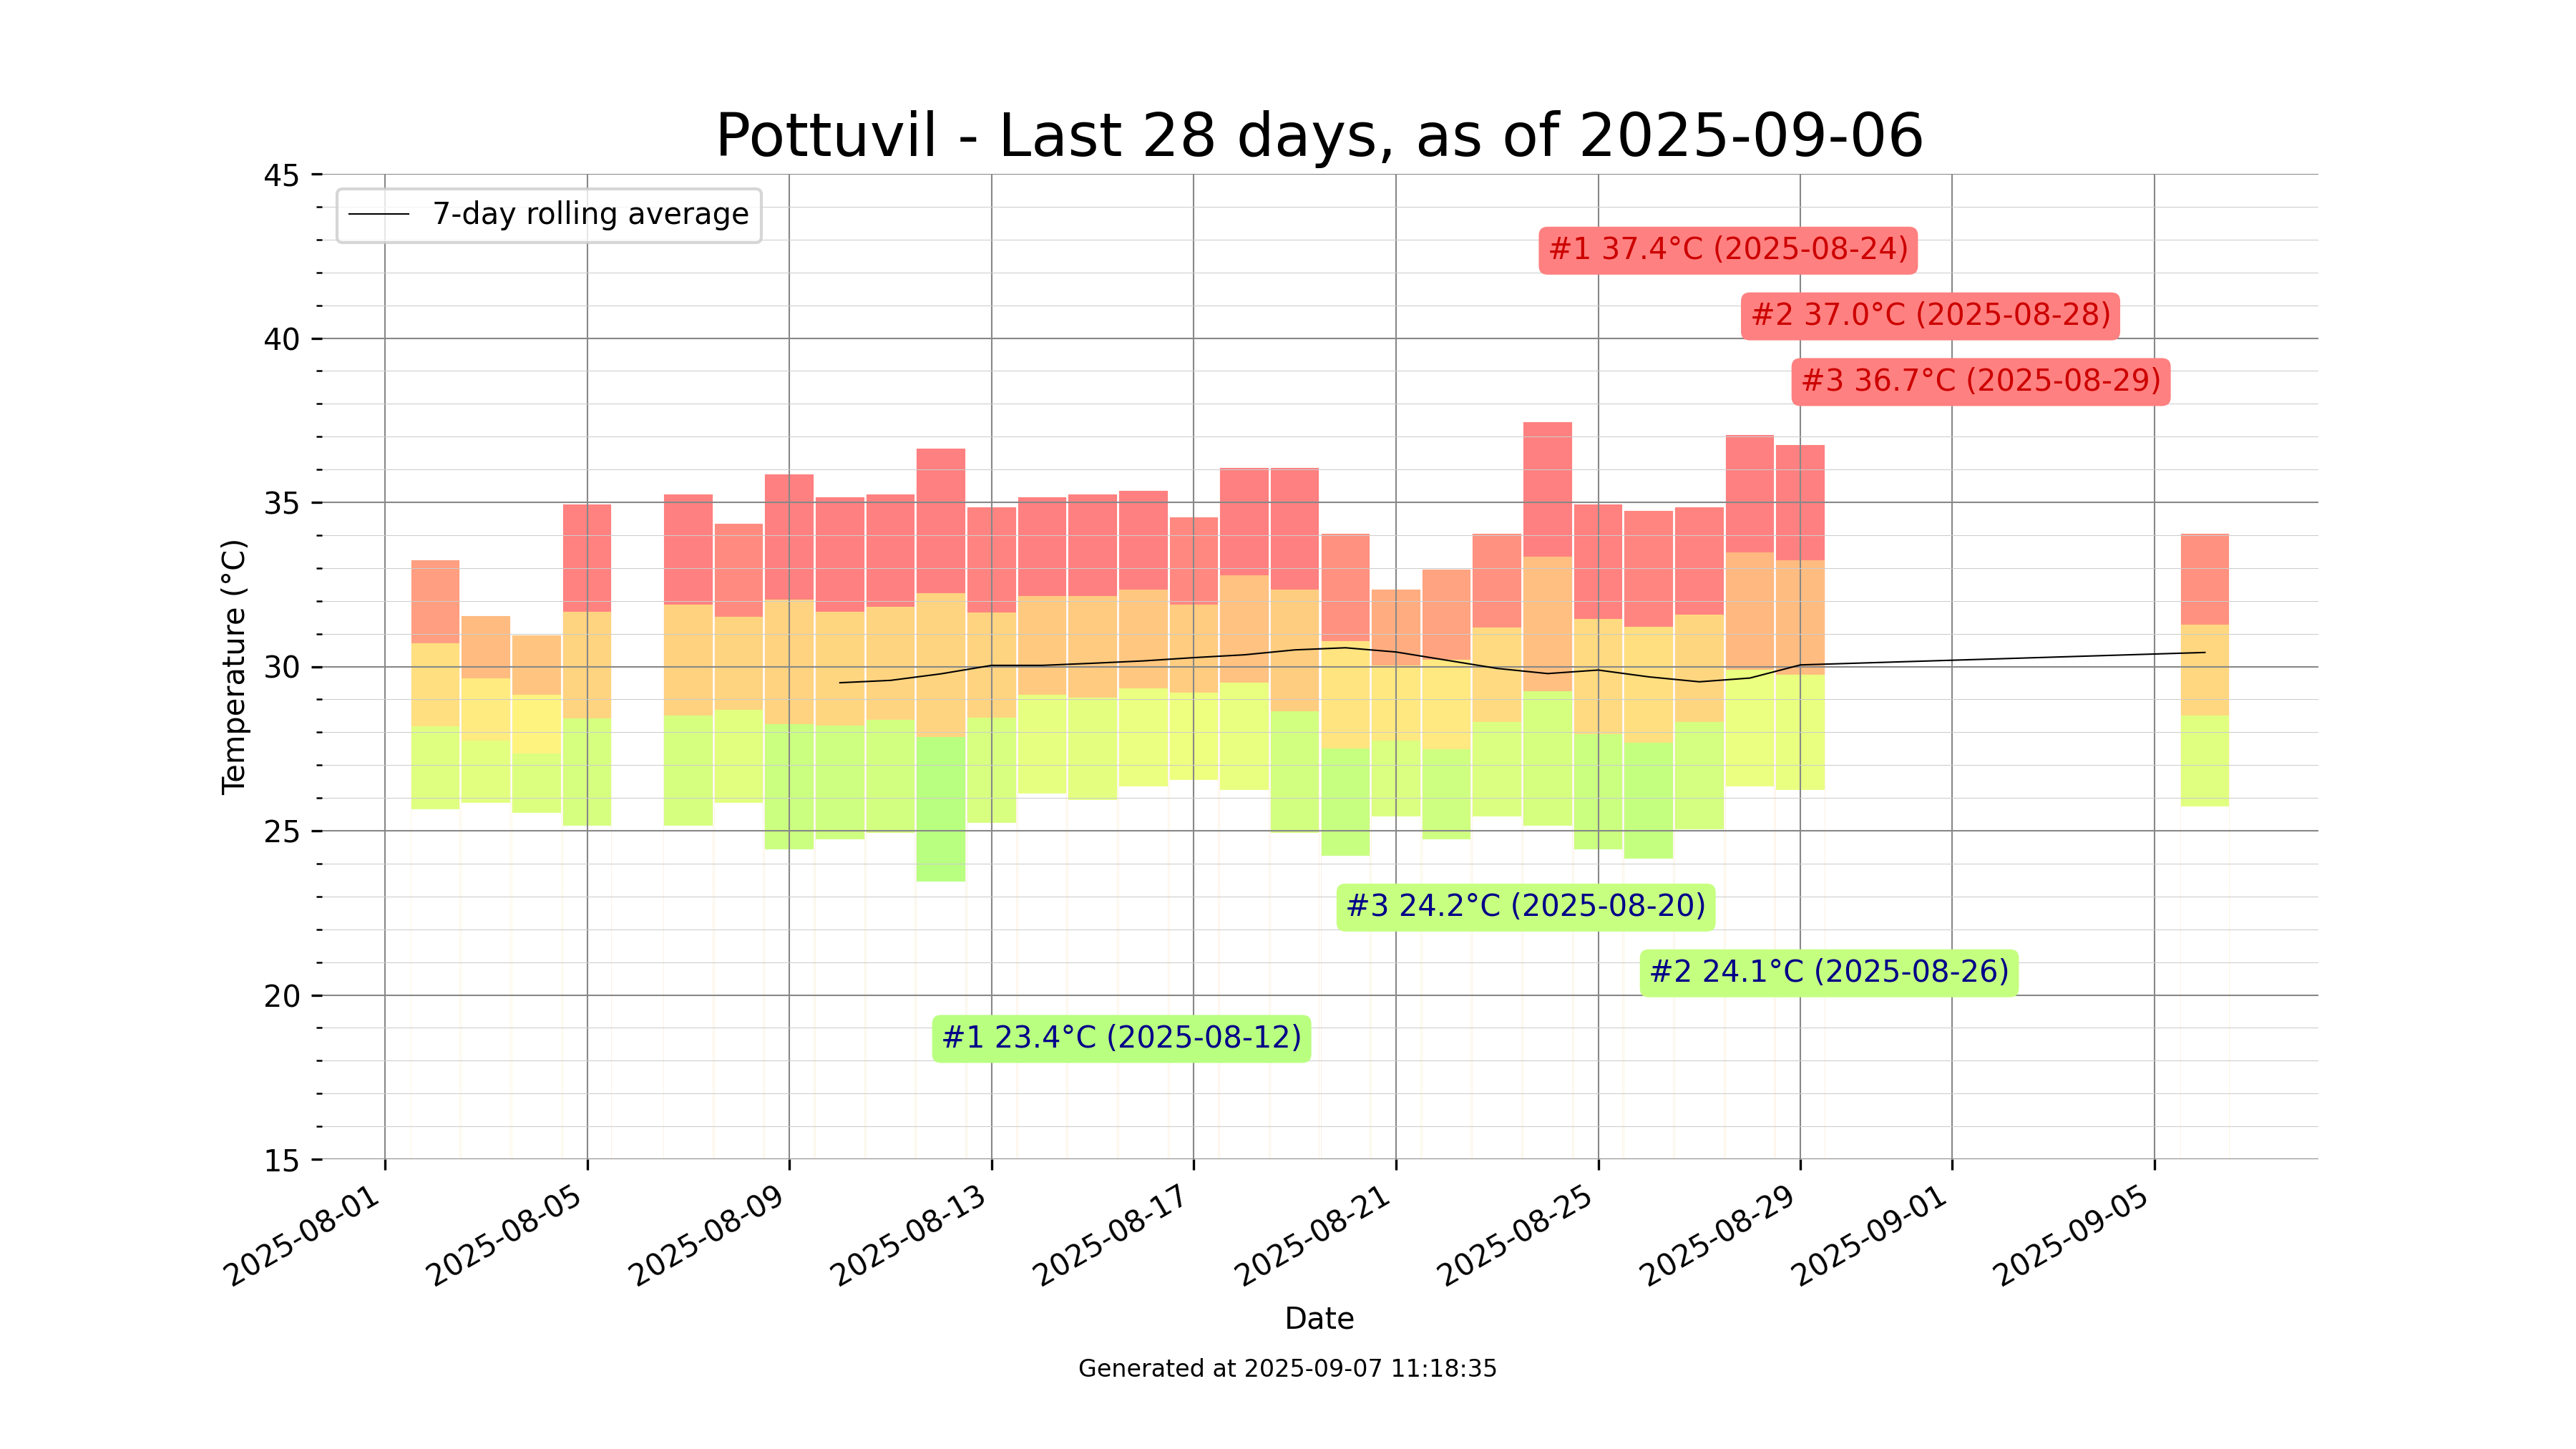 Pottuvil - Last 28 days, as of 2025-09-06
45
40
35
30
25
20
15
Temperature (°C)
7-day rolling average
#1 37.4°C (2025-08-24)
#2 37.0°C (2025-08-28)
#3 36.7°C (2025-08-29)
#3 24.2°C (2025-08-20)
#2 24.1°C (2025-08-26)
#1 23.4°C (2025-08-12)
2025-08-01
2025-08-05
2025-08-09
2025-08-13
2025-08-17
2025-08-21
2025-08-25
2025-08-29
2025-09-01
2025-09-05
Date
Generated at 2025-09-07 11:18:35